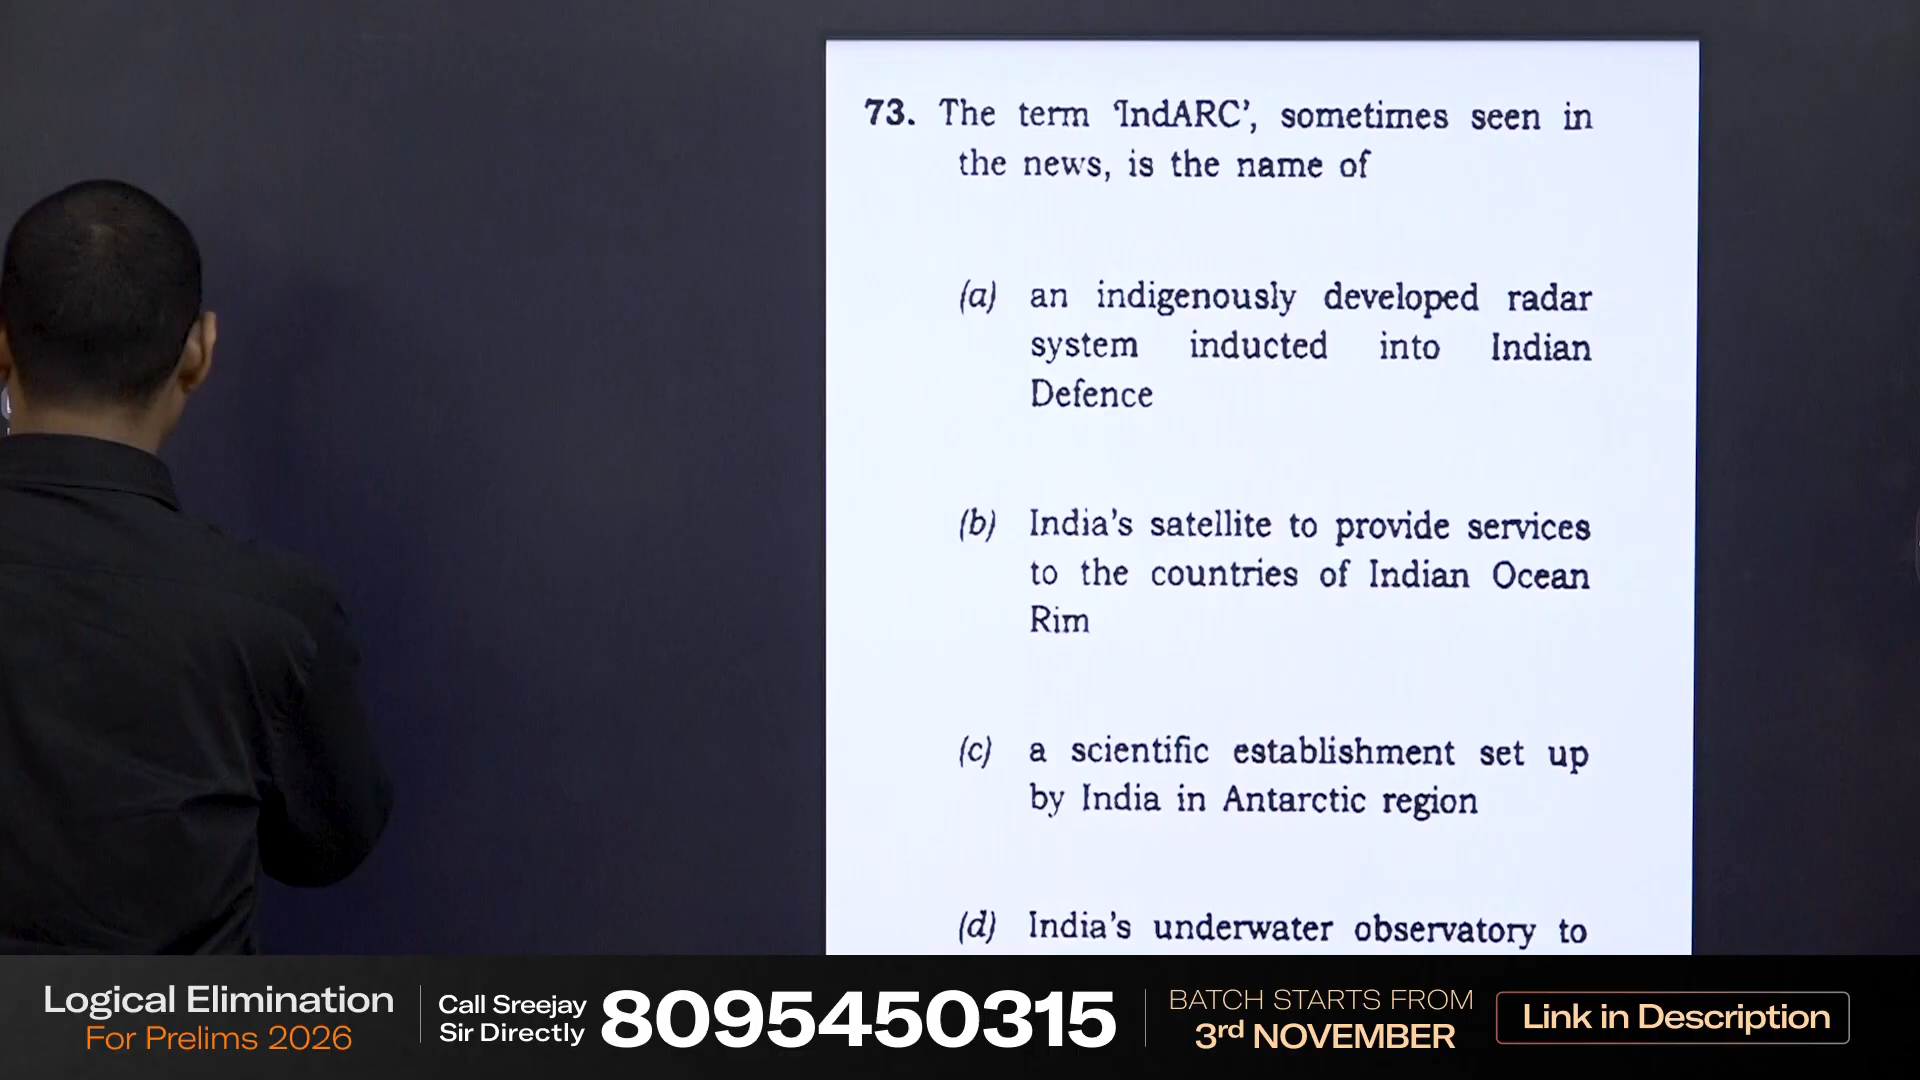 73. The term 'IndARC', sometimes seen in
the news, is the name of
(a) an indigenously developed radar
system inducted into Indian
Defence
(b) India's satellite to provide services
to the countries of Indian Ocean
Rim
(c) a scientific establishment set up
by India in Antarctic region
(d) India's underwater observatory to
Logical Elimination
For Prelims 2026
Call Sreejay
Sir Directly
8095450315
BATCH STARTS FROM
3rd NOVEMBER
Link in Description